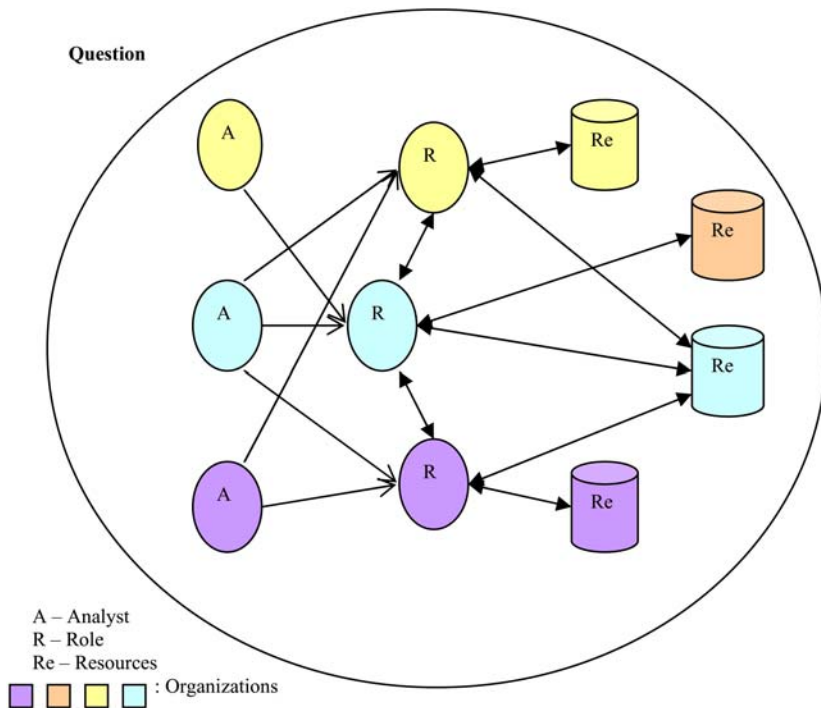 Question
A
R
Re
Re
A
R
Re
A
R
Re
A – Analyst
R – Role
Re – Resources
: Organizations